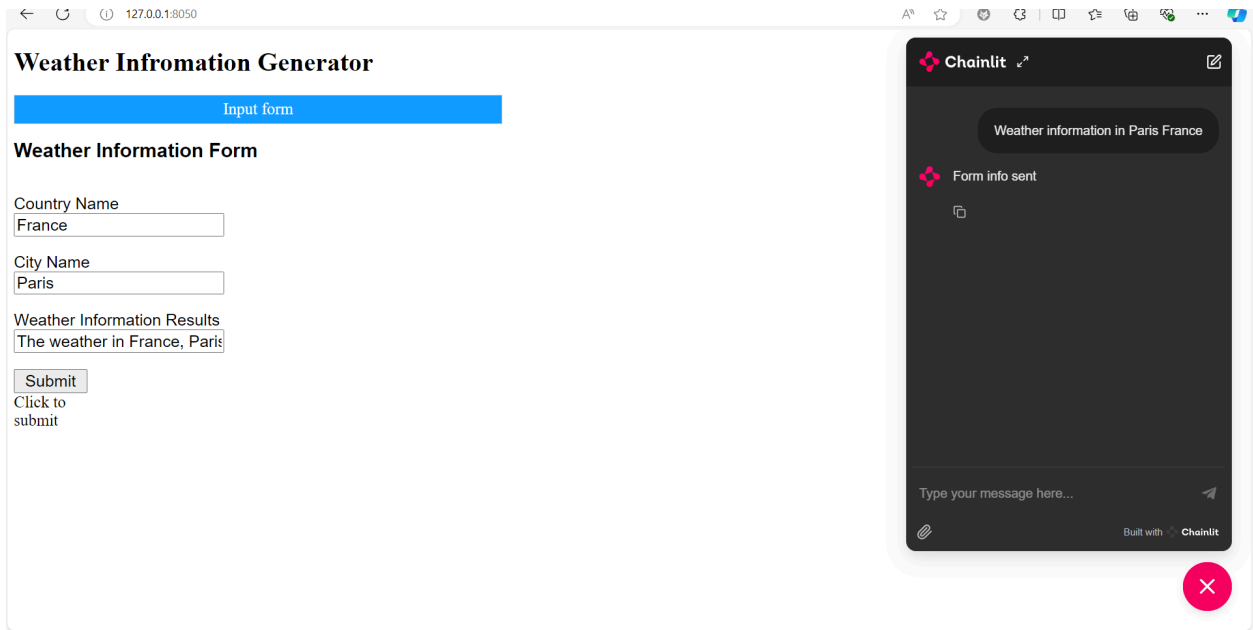 127.0.0.1:8050
Weather Infromation Generator
Input form
Weather Information Form
Country Name
France
City Name
Paris
Weather Information Results
The weather in France, Paris
Submit
Click to
submit
Chainlit
Weather information in Paris France
Form info sent
Type your message here...
Built with Chainlit